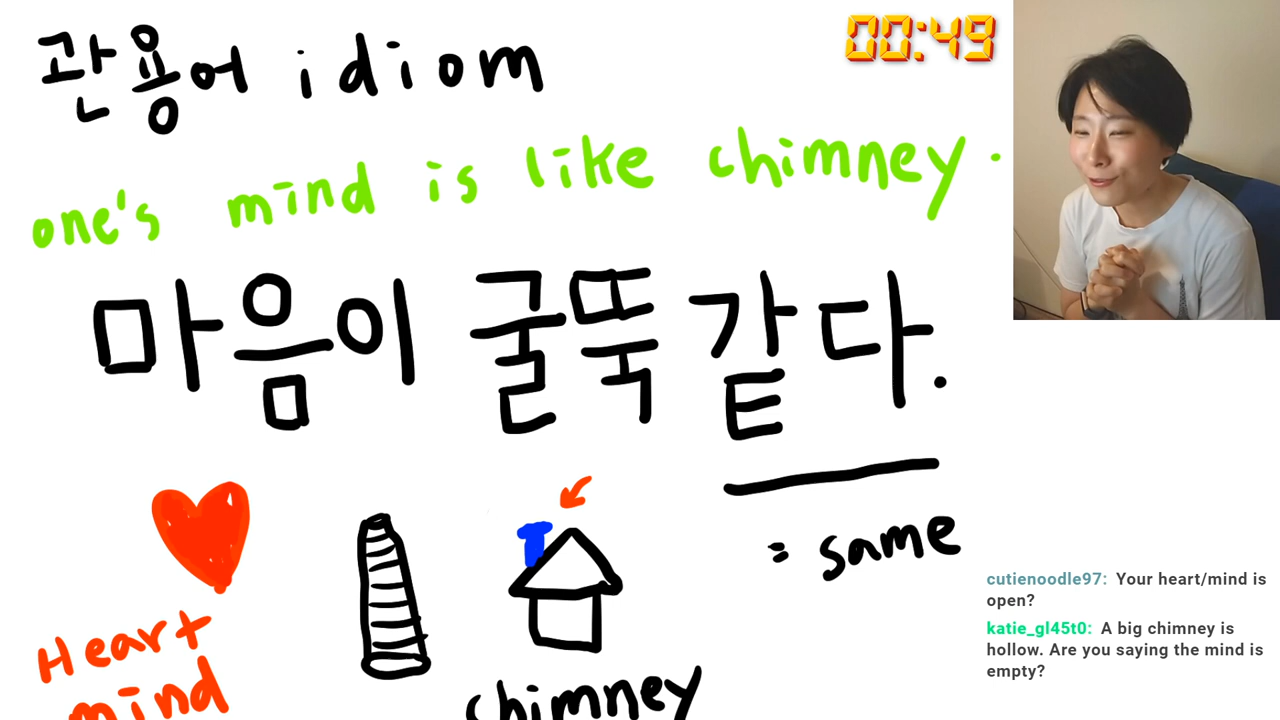 관용어 idiom
00:49
one's mind is like chimney.
마음이 굴뚝 같다.
= same
Heart
mind
chimney
cutienoodle97: Your heart/mind is
open?
katie_gl45t0: A big chimney is
hollow. Are you saying the mind is
empty?